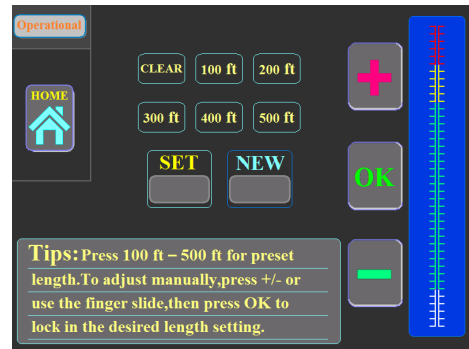 Operational
HOME
CLEAR 100 ft 200 ft
300 ft 400 ft 500 ft
SET NEW
OK
Tips:Press 100 ft – 500 ft for preset
length.To adjust manually,press +/- or
use the finger slide,then press OK to
lock in the desired length setting.